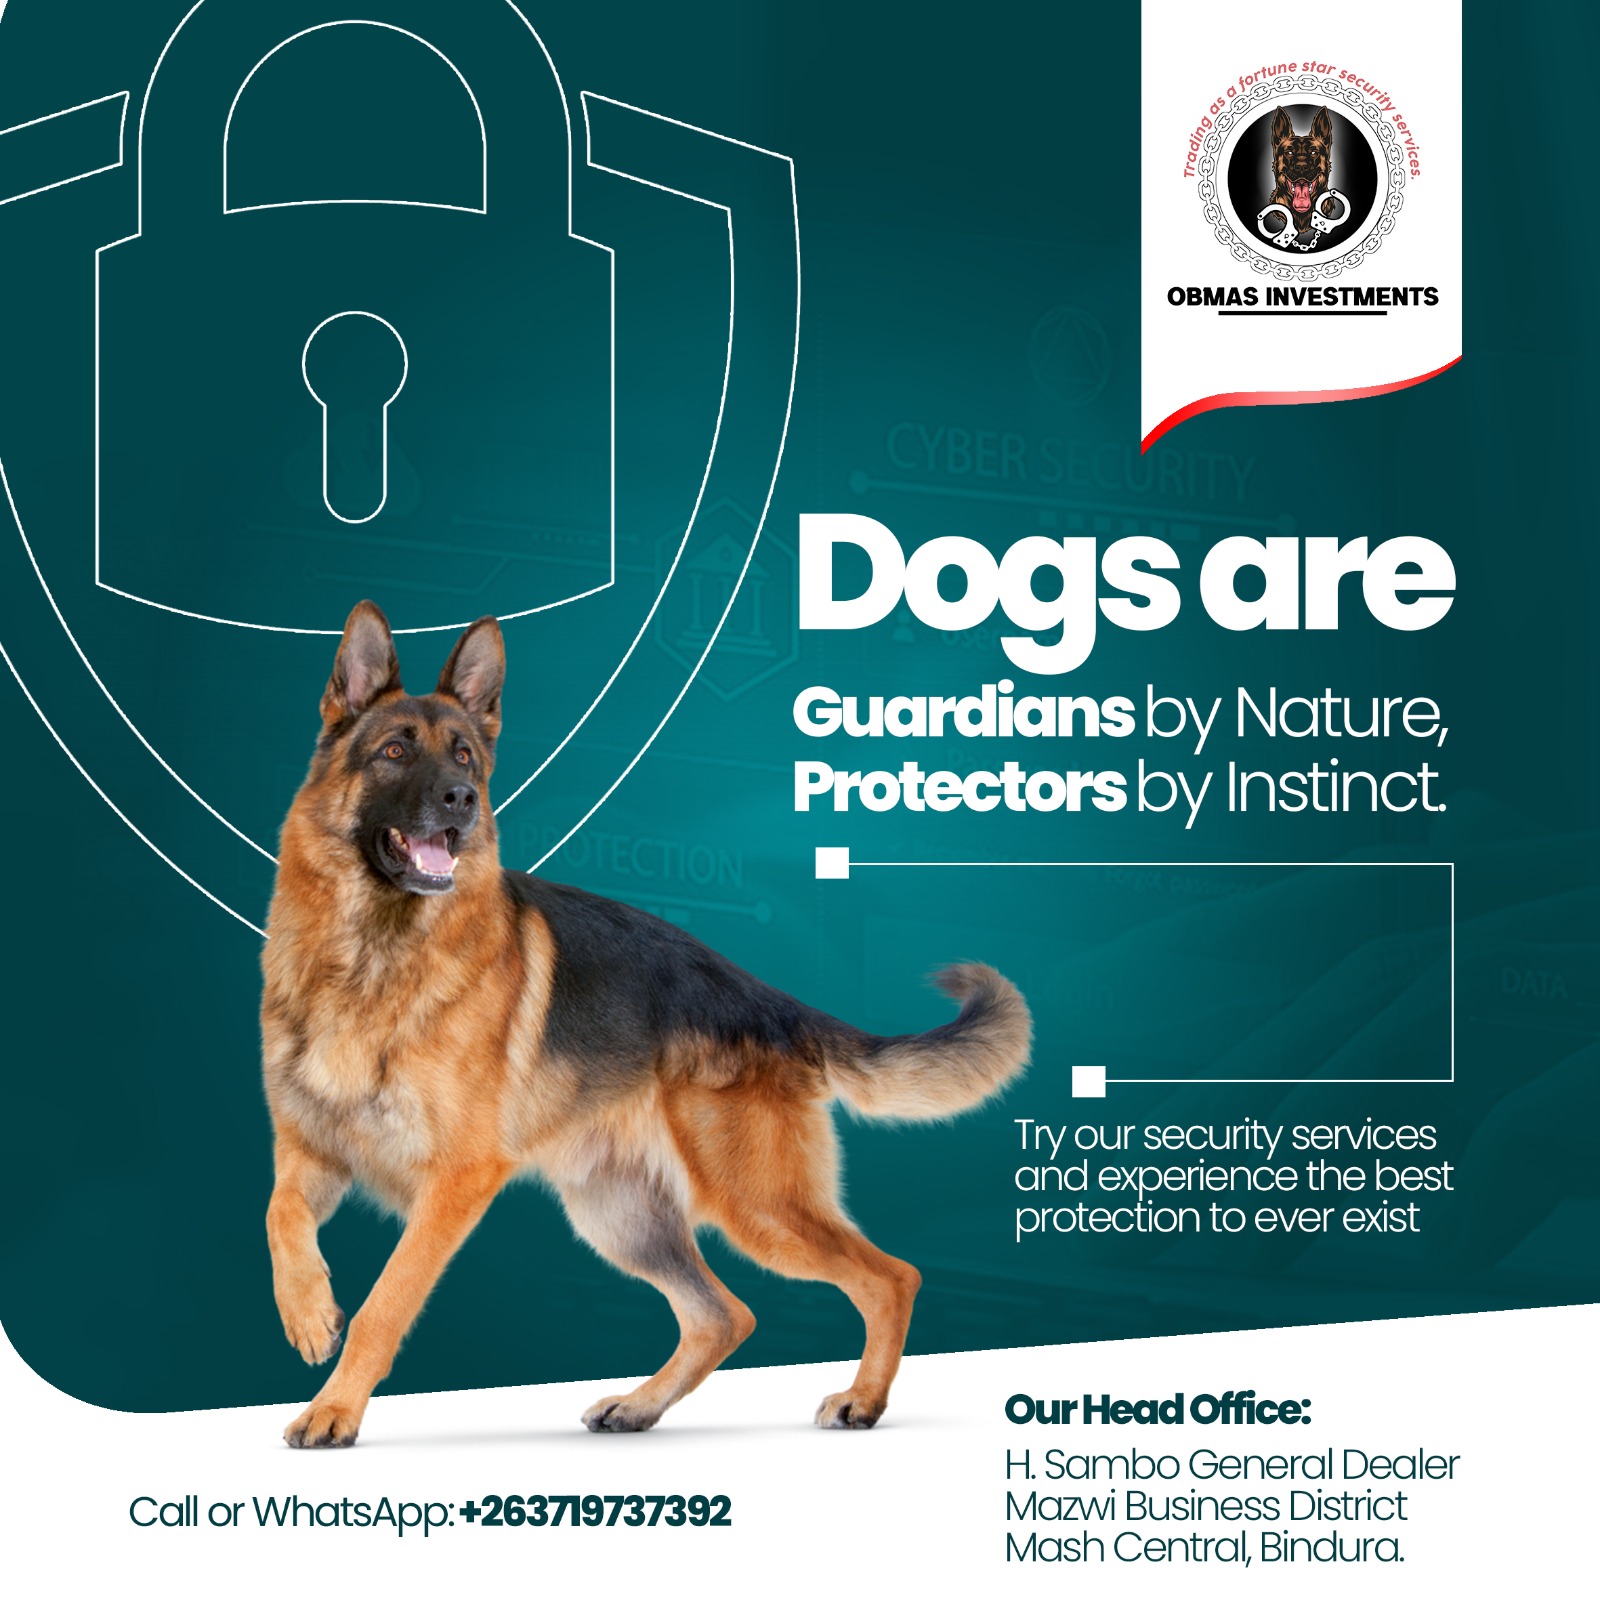 Trading as a fortune star security services.
OBMAS INVESTMENTS
CYBER SECURITY
Dogs are
Guardians by Nature,
Protectors by Instinct.
PROTECTION
DATA
Try our security services
and experience the best
protection to ever exist
Our Head Office:
H. Sambo General Dealer
Mazwi Business District
Mash Central, Bindura.
Call or WhatsApp: +263719737392